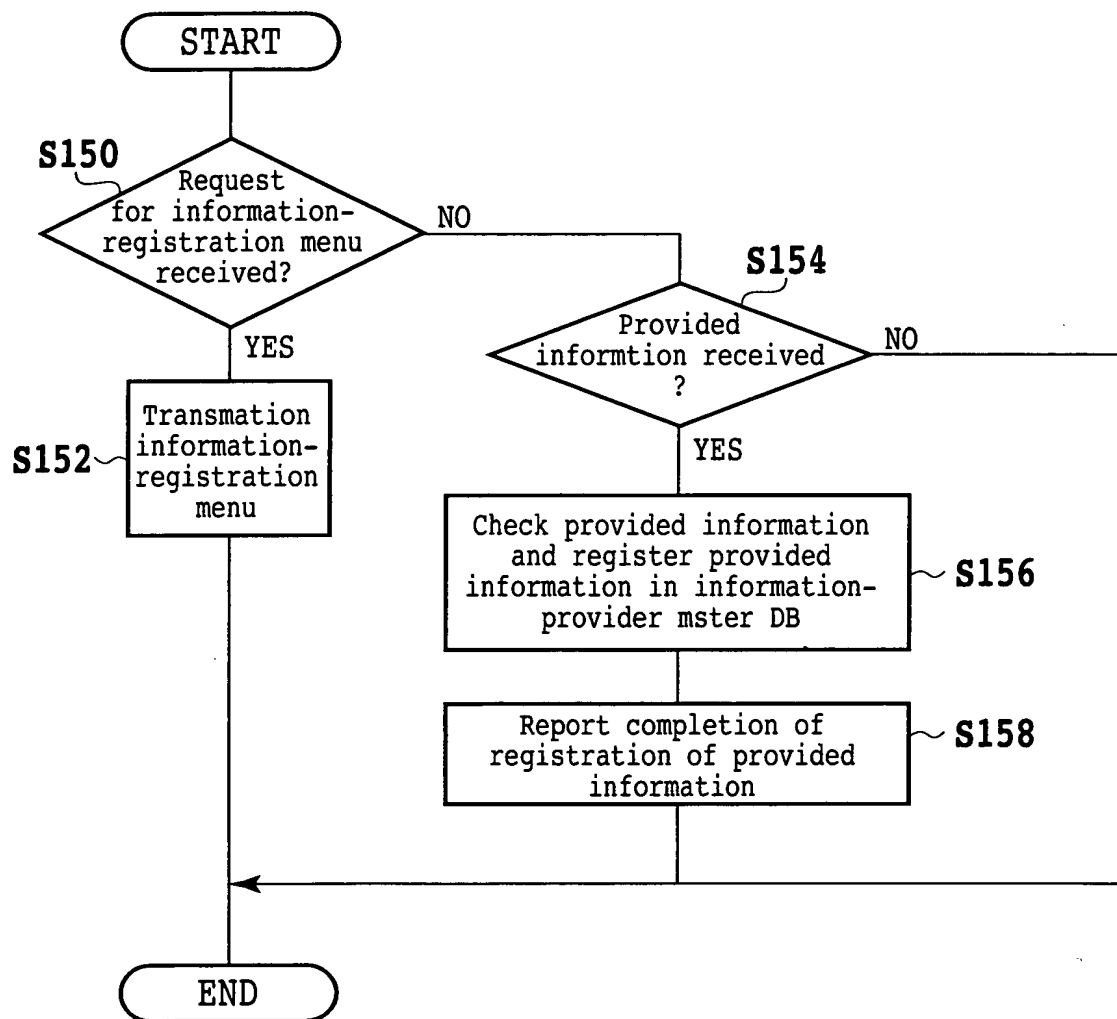 START
S150
Request
for information-
registration menu
received?
NO
YES
S154
Provided
informtion received
?
NO
YES
S152
Transmation
information-
registration
menu
Check provided information
and register provided
information in information-
provider mster DB
S156
Report completion of
registration of provided
information
S158
END